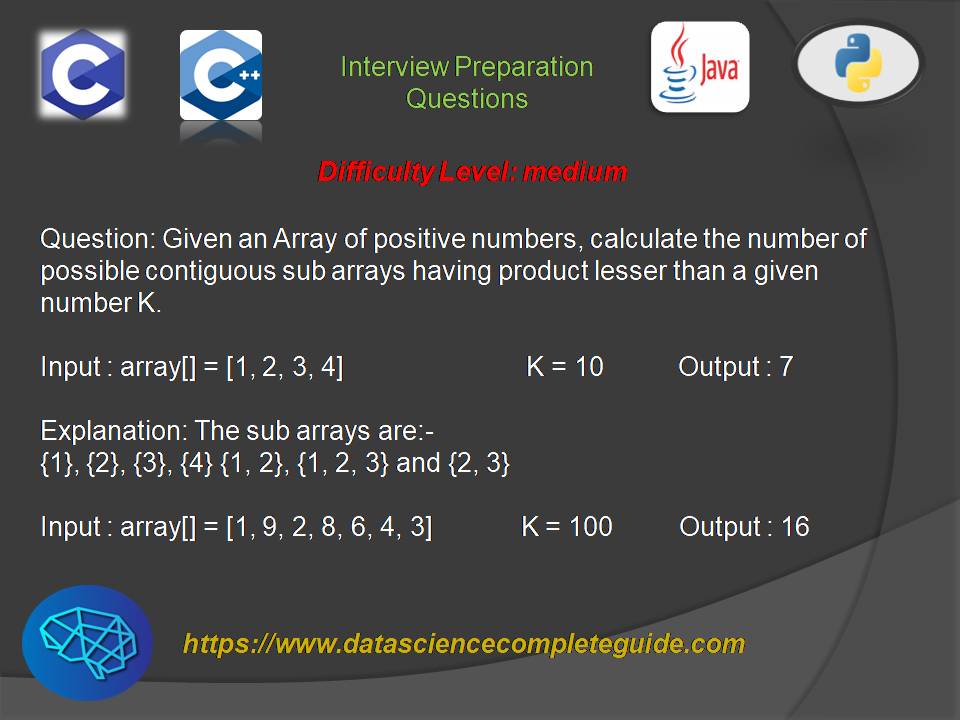 C
C++
Interview Preparation
Questions
Java
Difficulty Level: medium
Question: Given an Array of positive numbers, calculate the number of
possible contiguous sub arrays having product lesser than a given
number K.
Input : array[] = [1, 2, 3, 4] K = 10 Output : 7
Explanation: The sub arrays are:-
{1}, {2}, {3}, {4} {1, 2}, {1, 2, 3} and {2, 3}
Input : array[] = [1, 9, 2, 8, 6, 4, 3] K = 100 Output : 16
https://www.datasciencecompleteguide.com